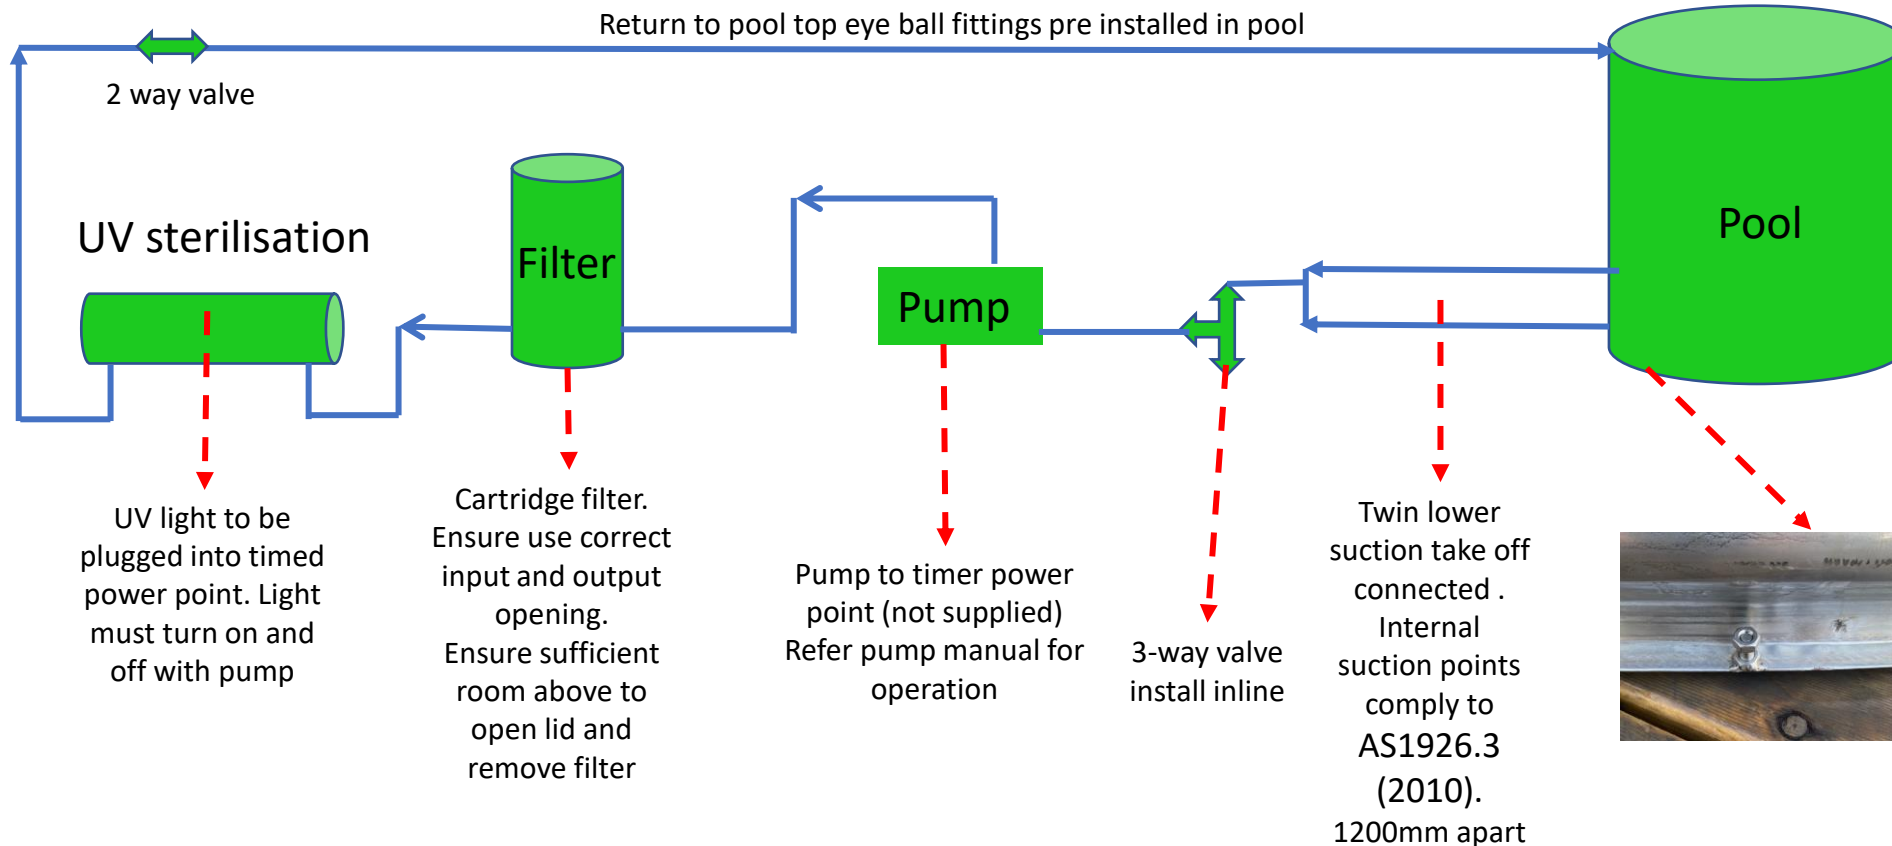 Return to pool top eye ball fittings pre installed in pool
2 way valve
UV sterilisation
Filter
Pump
Pool
UV light to be
plugged into timed
power point. Light
must turn on and
off with pump
Cartridge filter.
Ensure use correct
input and output
opening.
Ensure sufficient
room above to
open lid and
remove filter
Pump to timer power
point (not supplied)
Refer pump manual for
operation
3-way valve
install inline
Twin lower
suction take off
connected .
Internal
suction points
comply to
AS1926.3
(2010).
1200mm apart